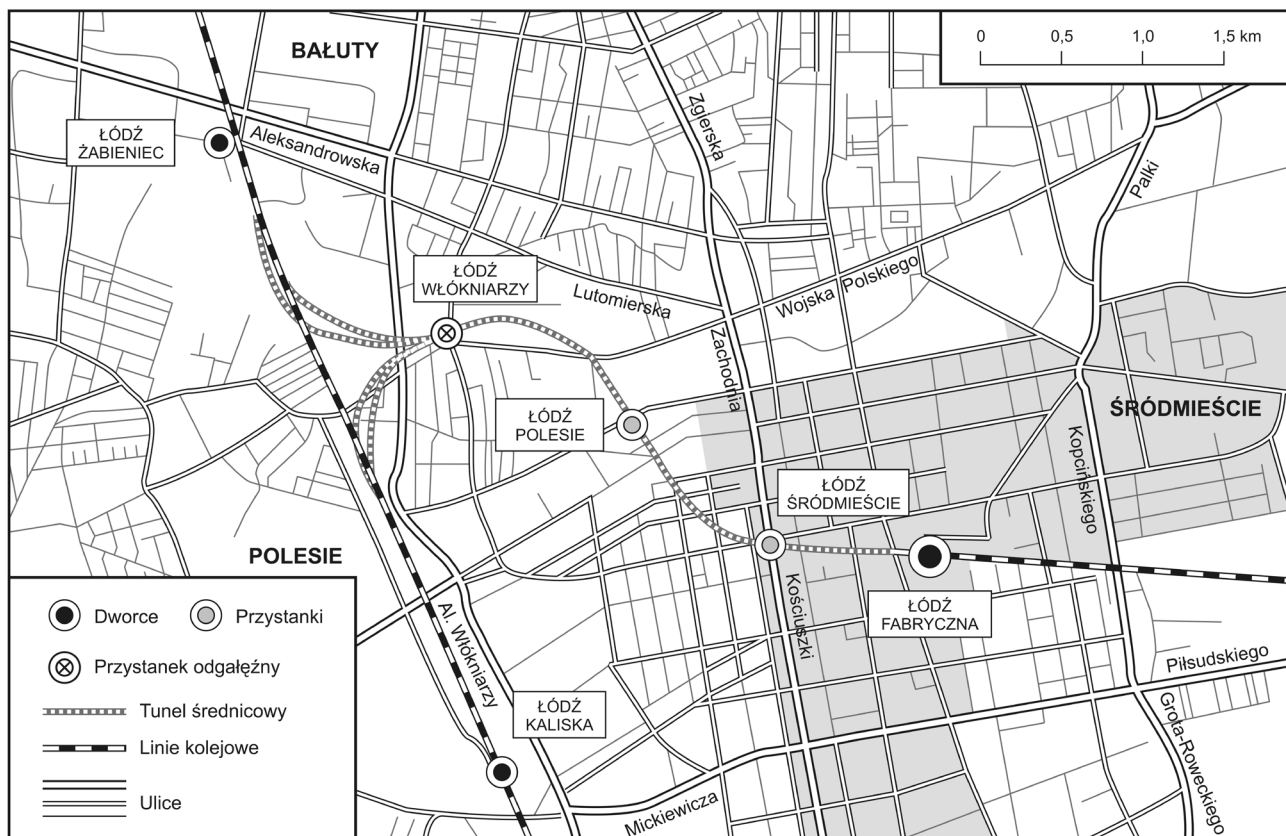 BAŁUTY
0 0,5 1,0 1,5 km
ŁÓDŹ
ŻABIENIEC
Aleksandrowska
Zgierska
Palki
ŁÓDŹ
WŁÓKNIARZY
Lutomierska
Wojska Polskiego
Zachodnia
ŁÓDŹ
POLESIE
ŚRÓDMIEŚCIE
Kopcińskiego
ŁÓDŹ
ŚRÓDMIEŚCIE
POLESIE
Kościuszki
ŁÓDŹ
FABRYCZNA
Al. Włókniarzy
Piłsudskiego
ŁÓDŹ
KALISKA
Grota-Roweckiego
Mickiewicza
Dworce
Przystanki
Przystanek odgałęźny
Tunel średnicowy
Linie kolejowe
Ulice